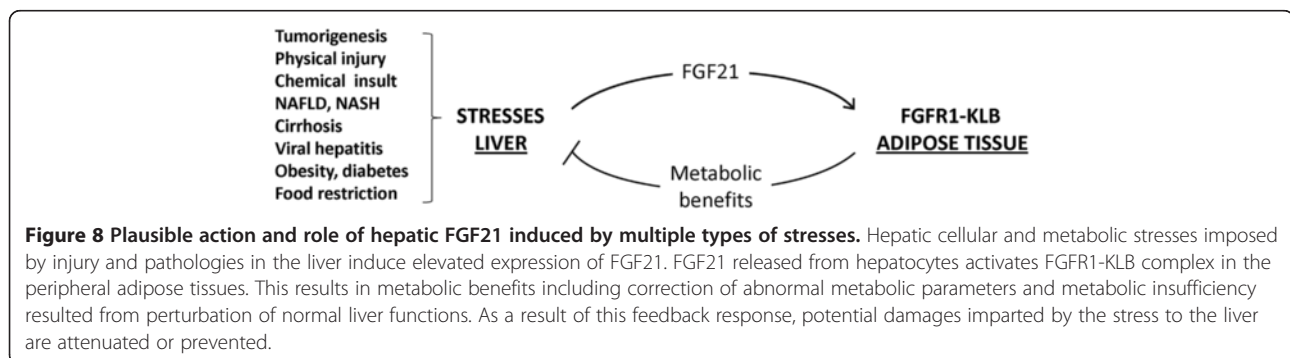 Tumorigenesis
Physical injury
Chemical insult
NAFLD, NASH
Cirrhosis
Viral hepatitis
Obesity, diabetes
Food restriction
STRESSES
LIVER
FGF21
Metabolic
benefits
FGFR1-KLB
ADIPOSE TISSUE
Figure 8 Plausible action and role of hepatic FGF21 induced by multiple types of stresses. Hepatic cellular and metabolic stresses imposed
by injury and pathologies in the liver induce elevated expression of FGF21. FGF21 released from hepatocytes activates FGFR1-KLB complex in the
peripheral adipose tissues. This results in metabolic benefits including correction of abnormal metabolic parameters and metabolic insufficiency
resulted from perturbation of normal liver functions. As a result of this feedback response, potential damages imparted by the stress to the liver
are attenuated or prevented.